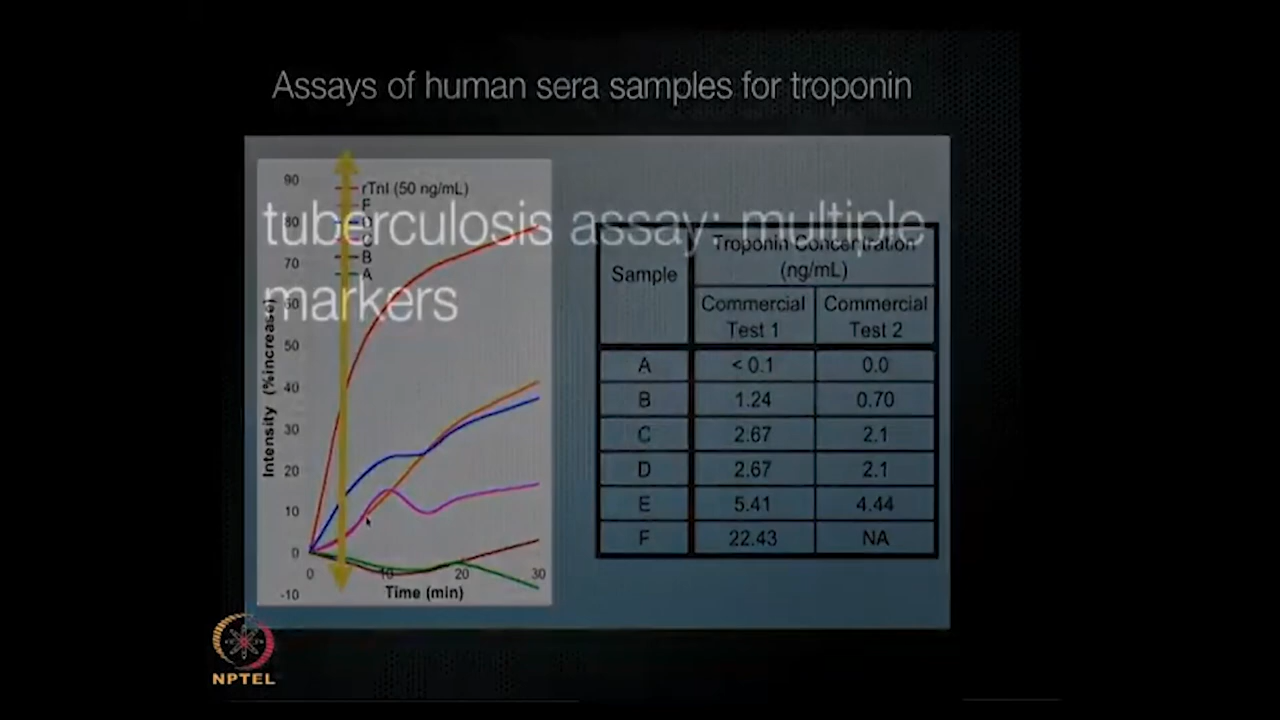 Assays of human sera samples for troponin
tuberculosis assay: multiple
markers
90
80
70
60
50
40
30
20
10
0
-10
Intensity (%increase)
rTnI (50 ng/mL)
F
D
C
B
A
0 10 20 30
Time (min)
Sample
Troponin Concentration
(ng/mL)
Commercial
Test 1
Commercial
Test 2
A < 0.1 0.0
B 1.24 0.70
C 2.67 2.1
D 2.67 2.1
E 5.41 4.44
F 22.43 NA
NPTEL